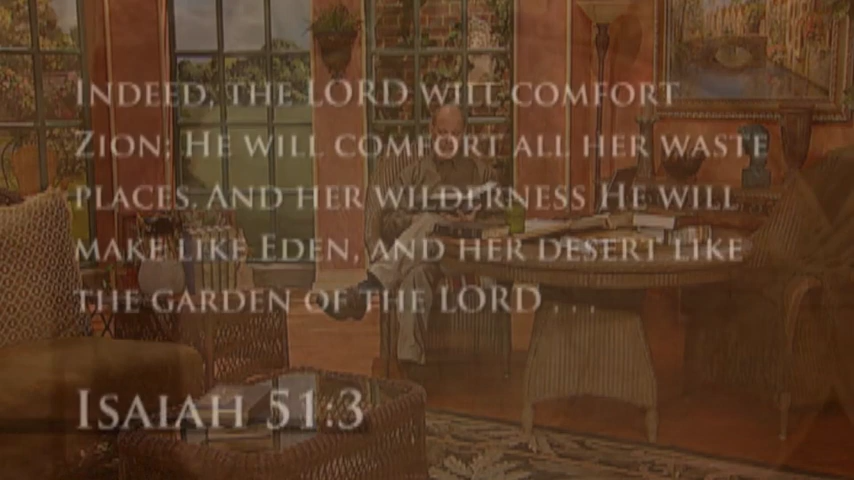 Indeed, the LORD will comfort
Zion; He will comfort all her waste
places. And her wilderness He will
make like Eden, and her desert like
the garden of the LORD . . .
Isaiah 51:3